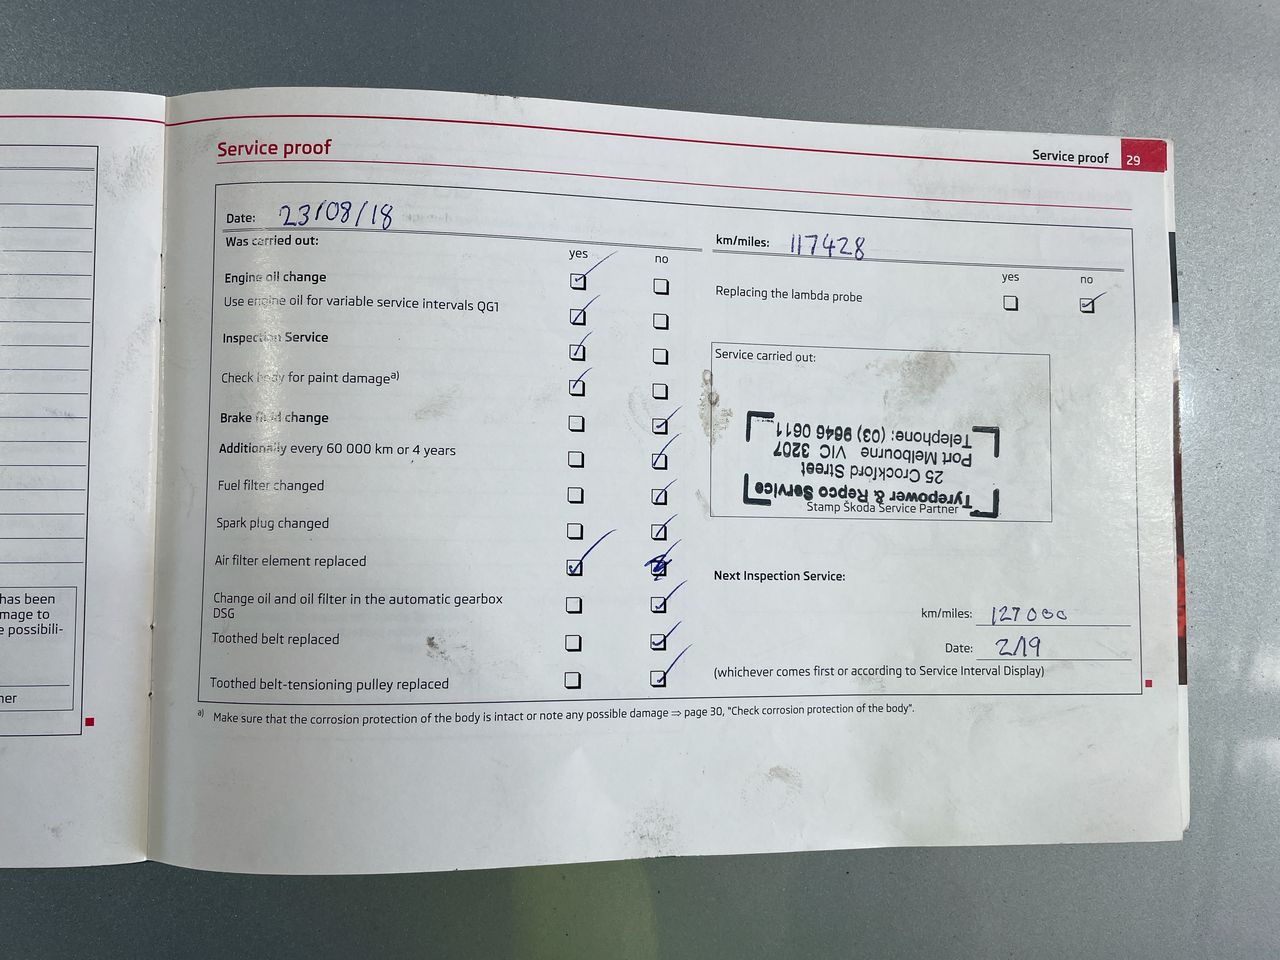 Service proof
Service proof 29
Date: 23/08/18
Was carried out:
yes no
Engine oil change
Use engine oil for variable service intervals QG1
Inspection Service
Check body for paint damage a)
Brake fluid change
Additionally every 60 000 km or 4 years
Fuel filter changed
Spark plug changed
Air filter element replaced
Change oil and oil filter in the automatic gearbox
DSG
Toothed belt replaced
Toothed belt-tensioning pulley replaced
km/miles: 117428
yes no
Replacing the lambda probe
Service carried out:
Tyrepower & Repco Service
25 Crockford Street
Port Melbourne VIC 3207
Telephone: (03) 9646 0611
Stamp Škoda Service Partner
Next Inspection Service:
km/miles: 127000
Date: 2/19
(whichever comes first or according to Service Interval Display)
a) Make sure that the corrosion protection of the body is intact or note any possible damage ⇒ page 30, "Check corrosion protection of the body".
has been